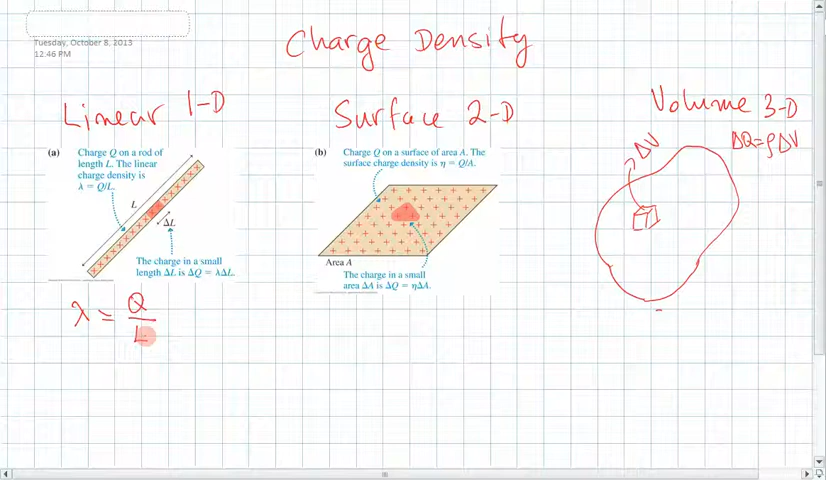 Tuesday, October 8, 2013
12:46 PM
Charge Density
Linear 1-D
Surface 2-D
Volume 3-D
(a)
Charge Q on a rod of
length L. The linear
charge density is
λ = Q/L.
L
ΔL
The charge in a small
length ΔL is ΔQ = λΔL.
λ = Q
L
(b)
Charge Q on a surface of area A. The
surface charge density is η = Q/A.
Area A
The charge in a small
area ΔA is ΔQ = ηΔA.
ΔV
ΔQ=ρΔV